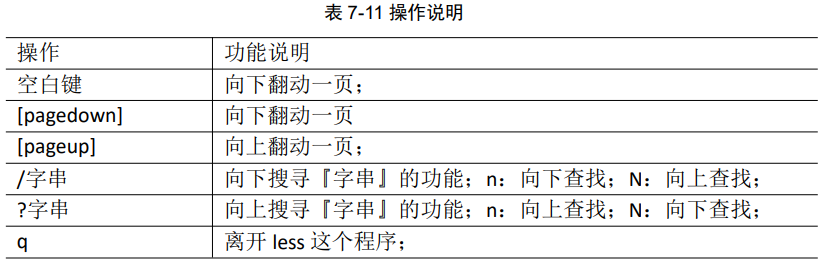 表 7-11 操作说明
操作 功能说明
空白键 向下翻动一页；
[pagedown] 向下翻动一页
[pageup] 向上翻动一页；
/字串 向下搜寻『字串』的功能；n：向下查找；N：向上查找；
?字串 向上搜寻『字串』的功能；n：向上查找；N：向下查找；
q 离开 less 这个程序；